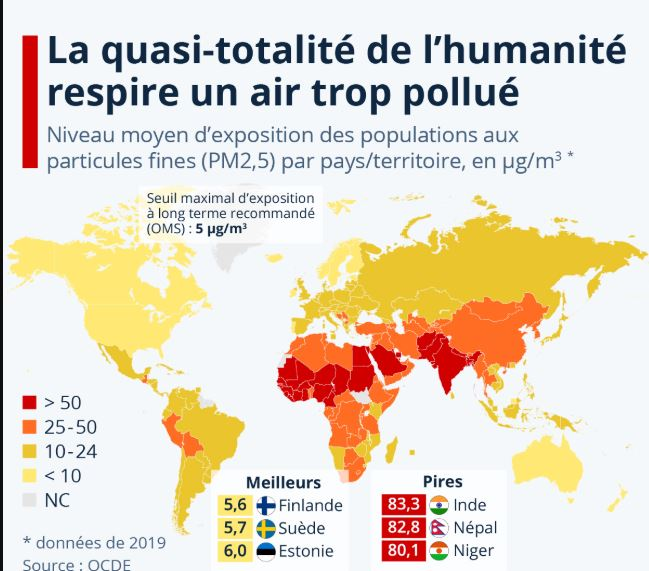 La quasi-totalité de l’humanité
respire un air trop pollué
Niveau moyen d’exposition des populations aux
particules fines (PM2,5) par pays/territoire, en µg/m³ *
Seuil maximal d’exposition
à long terme recommandé
(OMS) : 5 µg/m³
> 50
25-50
10-24
< 10
NC
Meilleurs
5,6 Finlande
5,7 Suède
6,0 Estonie
Pires
83,3 Inde
82,8 Népal
80,1 Niger
* données de 2019
Source : OCDE